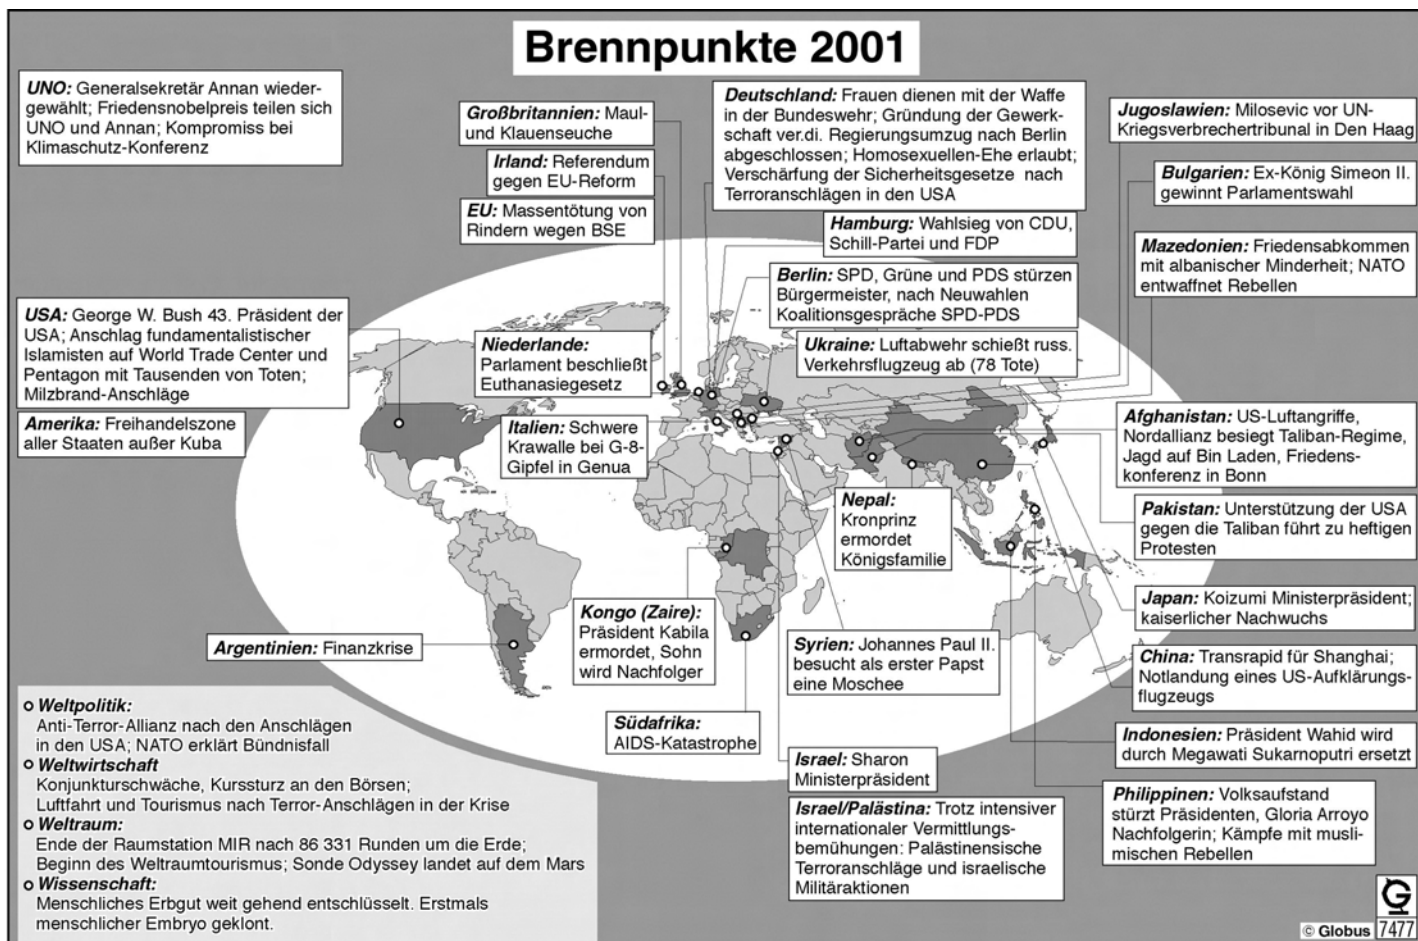 Brennpunkte 2001
UNO: Generalsekretär Annan wieder-
gewählt; Friedensnobelpreis teilen sich
UNO und Annan; Kompromiss bei
Klimaschutz-Konferenz
Großbritannien: Maul-
und Klauenseuche
Irland: Referendum
gegen EU-Reform
EU: Massentötung von
Rindern wegen BSE
Deutschland: Frauen dienen mit der Waffe
in der Bundeswehr; Gründung der Gewerk-
schaft ver.di. Regierungsumzug nach Berlin
abgeschlossen; Homosexuellen-Ehe erlaubt;
Verschärfung der Sicherheitsgesetze nach
Terroranschlägen in den USA
Jugoslawien: Milosevic vor UN-
Kriegsverbrechertribunal in Den Haag
Bulgarien: Ex-König Simeon II.
gewinnt Parlamentswahl
Hamburg: Wahlsieg von CDU,
Schill-Partei und FDP
Mazedonien: Friedensabkommen
mit albanischer Minderheit; NATO
entwaffnet Rebellen
Berlin: SPD, Grüne und PDS stürzen
Bürgermeister, nach Neuwahlen
Koalitionsgespräche SPD-PDS
USA: George W. Bush 43. Präsident der
USA; Anschlag fundamentalistischer
Islamisten auf World Trade Center und
Pentagon mit Tausenden von Toten;
Milzbrand-Anschläge
Niederlande:
Parlament beschließt
Euthanasiegesetz
Ukraine: Luftabwehr schießt russ.
Verkehrsflugzeug ab (78 Tote)
Amerika: Freihandelszone
aller Staaten außer Kuba
Italien: Schwere
Krawalle bei G-8-
Gipfel in Genua
Afghanistan: US-Luftangriffe,
Nordallianz besiegt Taliban-Regime,
Jagd auf Bin Laden, Friedens-
konferenz in Bonn
Nepal:
Kronprinz
ermordet
Königsfamilie
Pakistan: Unterstützung der USA
gegen die Taliban führt zu heftigen
Protesten
Japan: Koizumi Ministerpräsident;
kaiserlicher Nachwuchs
Kongo (Zaire):
Präsident Kabila
ermordet, Sohn
wird Nachfolger
Argentinien: Finanzkrise
Syrien: Johannes Paul II.
besucht als erster Papst
eine Moschee
China: Transrapid für Shanghai;
Notlandung eines US-Aufklärungs-
flugzeugs
Südafrika:
AIDS-Katastrophe
Indonesien: Präsident Wahid wird
durch Megawati Sukarnoputri ersetzt
Israel: Sharon
Ministerpräsident
Israel/Palästina: Trotz intensiver
internationaler Vermittlungs-
bemühungen: Palästinensische
Terroranschläge und israelische
Militäraktionen
Philippinen: Volksaufstand
stürzt Präsidenten, Gloria Arroyo
Nachfolgerin; Kämpfe mit musli-
mischen Rebellen
Weltpolitik:
Anti-Terror-Allianz nach den Anschlägen
in den USA; NATO erklärt Bündnisfall
Weltwirtschaft
Konjunkturschwäche, Kurssturz an den Börsen;
Luftfahrt und Tourismus nach Terror-Anschlägen in der Krise
Weltraum:
Ende der Raumstation MIR nach 86 331 Runden um die Erde;
Beginn des Weltraumtourismus; Sonde Odyssey landet auf dem Mars
Wissenschaft:
Menschliches Erbgut weit gehend entschlüsselt. Erstmals
menschlicher Embryo geklont.
© Globus 7477